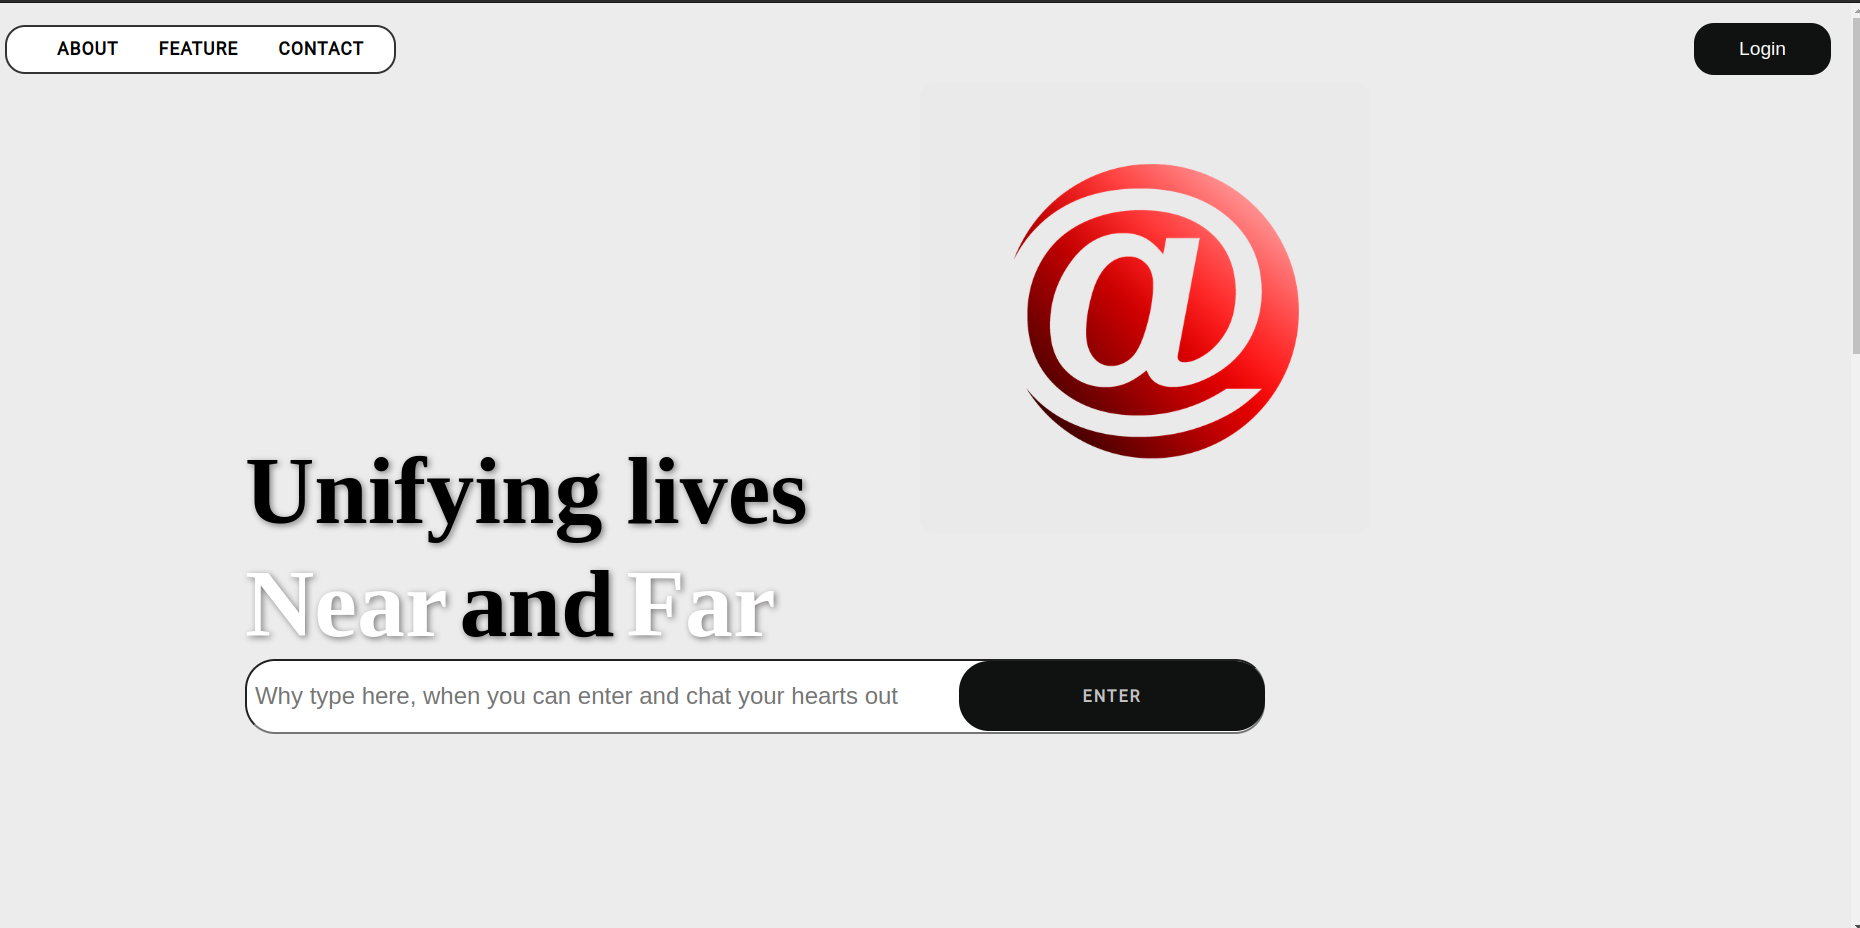 ABOUT FEATURE CONTACT
Login
@
Unifying lives
Near and Far
Why type here, when you can enter and chat your hearts out
ENTER